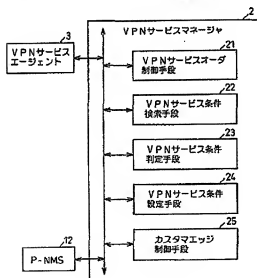 2
VPNサービスマネージャ
3
VPNサービス
エージェント
21
VPNサービスオーダ
制御手段
22
VPNサービス条件
検索手段
23
VPNサービス条件
判定手段
24
VPNサービス条件
設定手段
25
カスタマエッジ
制御手段
12
P-NMS